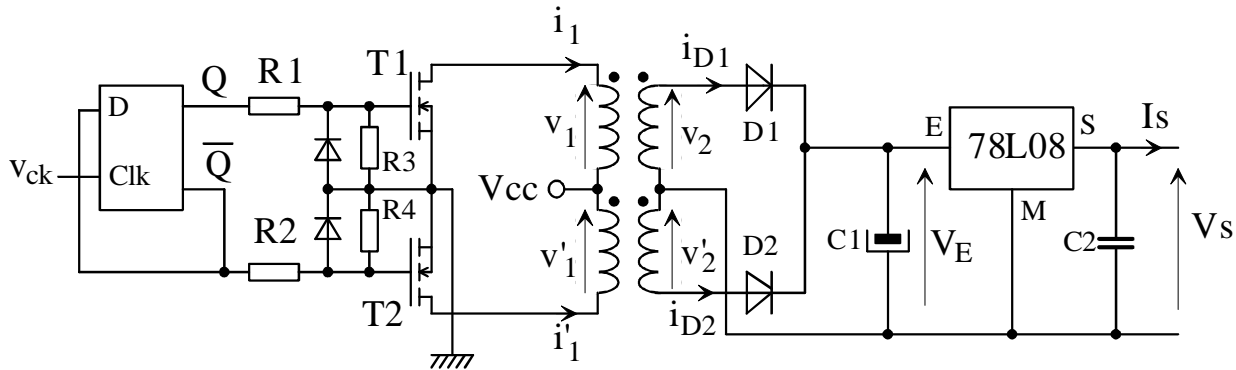 i1
iD1
T1
Q
R1
D
v1
v2
D1
E
78L08
S
Is
Q̅
R3
vck
Clk
Vcc
M
R4
R2
v'1
v'2
D2
C1
VE
C2
Vs
T2
i'1
iD2